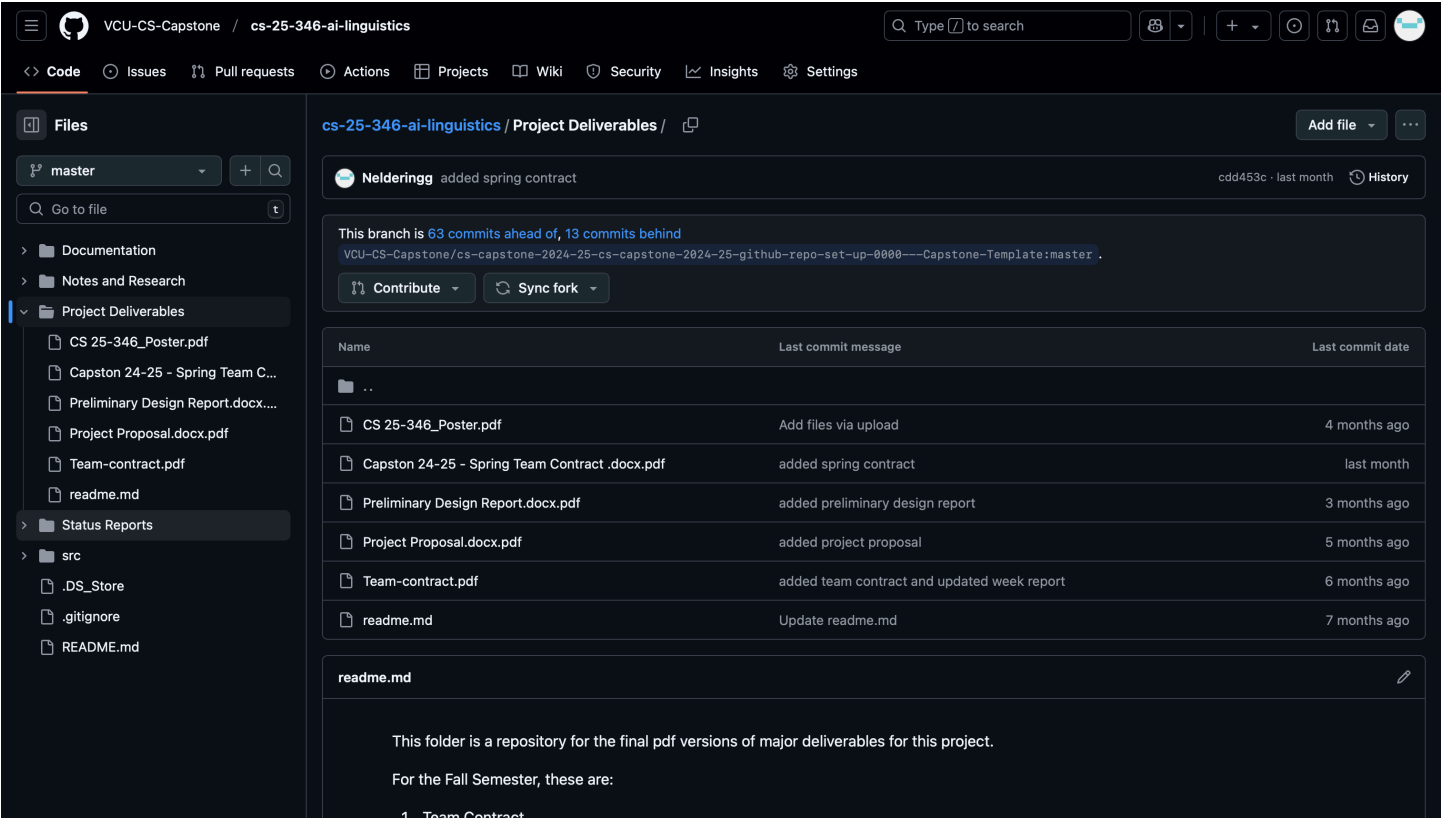 VCU-CS-Capstone / cs-25-346-ai-linguistics
Type / to search
Code Issues Pull requests Actions Projects Wiki Security Insights Settings
Files
master
Go to file t
Documentation
Notes and Research
Project Deliverables
CS 25-346_Poster.pdf
Capston 24-25 - Spring Team C...
Preliminary Design Report.docx....
Project Proposal.docx.pdf
Team-contract.pdf
readme.md
Status Reports
src
.DS_Store
.gitignore
README.md
cs-25-346-ai-linguistics / Project Deliverables /
Add file
Nelderingg added spring contract cdd453c · last month History
This branch is 63 commits ahead of, 13 commits behind
VCU-CS-Capstone/cs-capstone-2024-25-cs-capstone-2024-25-github-repo-set-up-0000---Capstone-Template:master .
Contribute Sync fork
Name Last commit message Last commit date
..
CS 25-346_Poster.pdf Add files via upload 4 months ago
Capston 24-25 - Spring Team Contract .docx.pdf added spring contract last month
Preliminary Design Report.docx.pdf added preliminary design report 3 months ago
Project Proposal.docx.pdf added project proposal 5 months ago
Team-contract.pdf added team contract and updated week report 6 months ago
readme.md Update readme.md 7 months ago
readme.md
This folder is a repository for the final pdf versions of major deliverables for this project.
For the Fall Semester, these are:
1. Team Contract